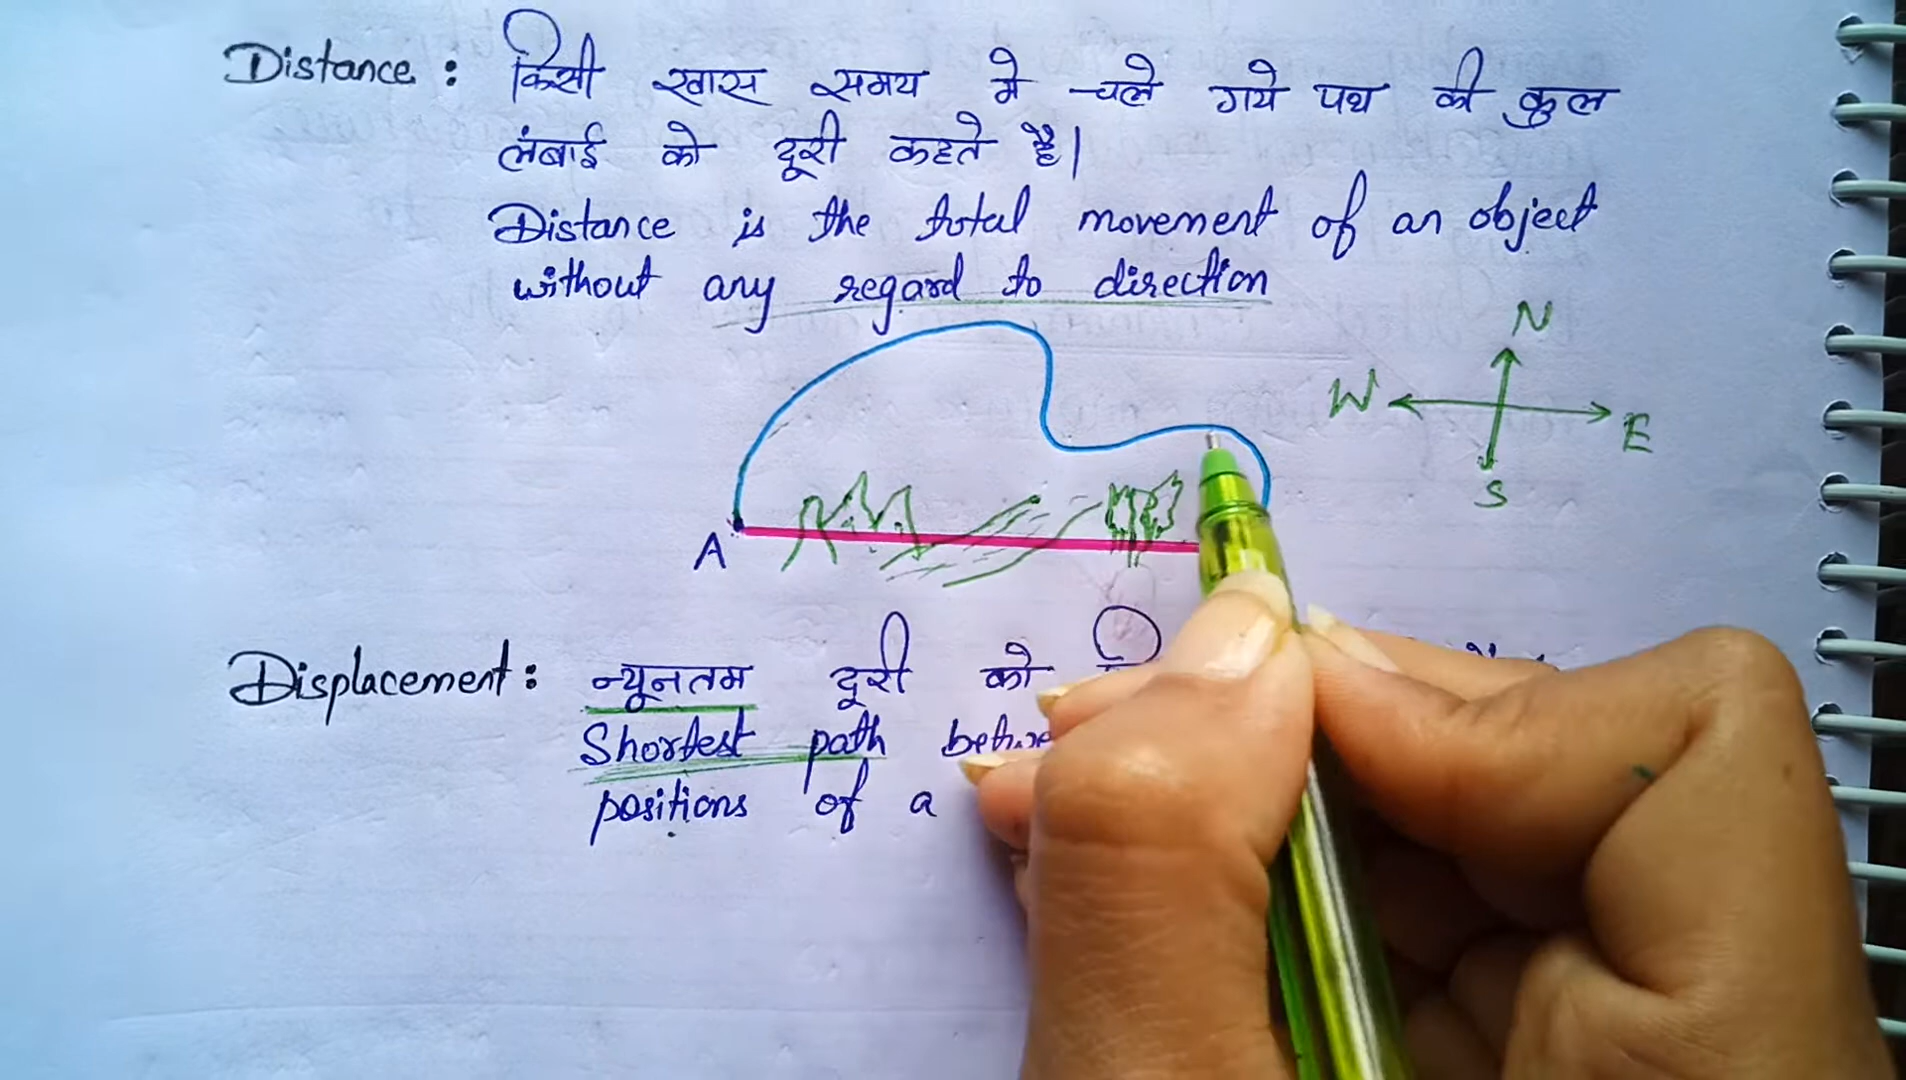 Distance : किसी खास समय मे चले गये पथ की कुल
लंबाई को दूरी कहते है।
Distance is the total movement of an object
without any regard to direction
N
W
E
S
A
Displacement : न्यूनतम दूरी को
Shortest path
positions of a